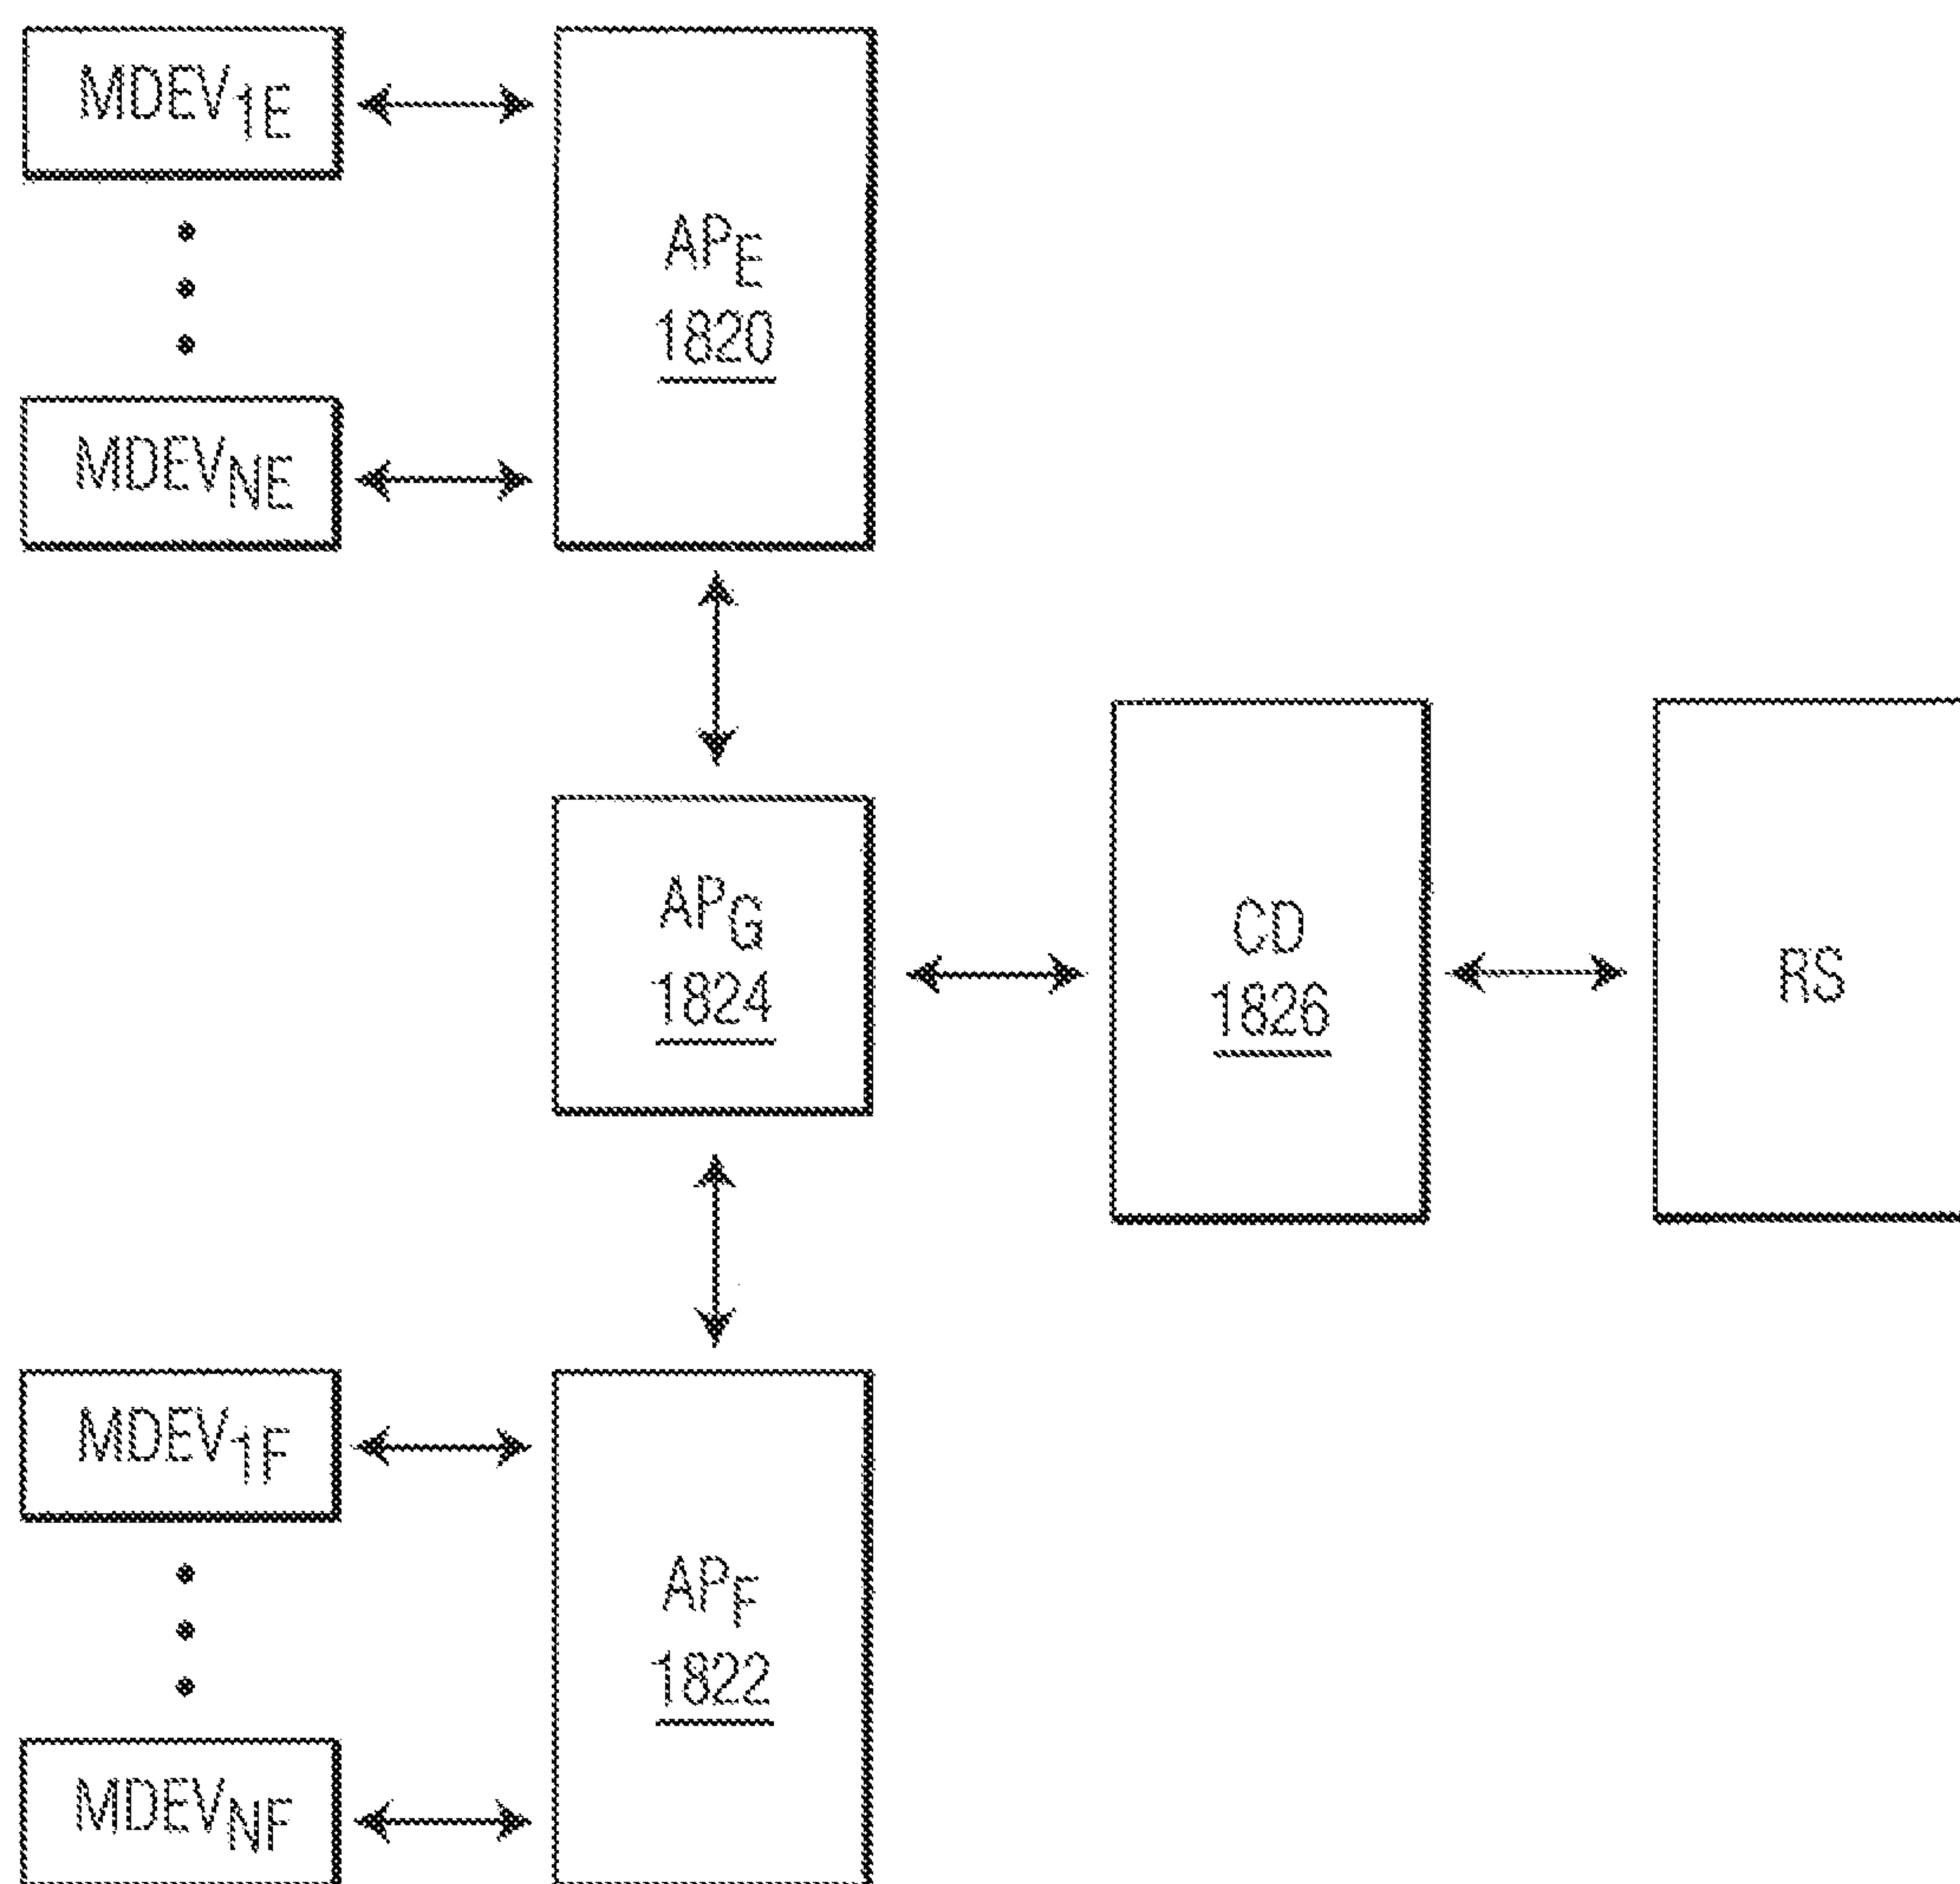 MDEV1E
APE
1820
MDEVNE
APG
1824
CD
1826
RS
MDEV1F
APF
1822
MDEVNF